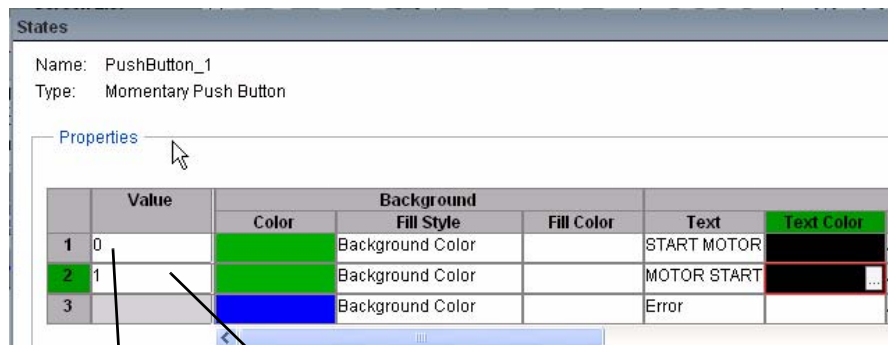 States
Name: PushButton_1
Type: Momentary Push Button
Properties
Value Background
Color Fill Style Fill Color Text Text Color
1 0 Background Color START MOTOR
2 1 Background Color MOTOR START ...
3 Background Color Error